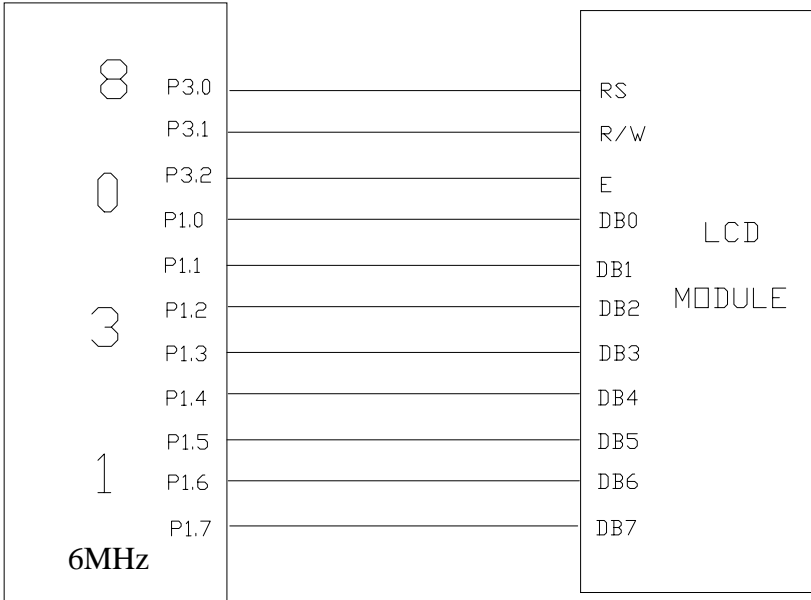 8
0
3
1
6MHz
P3.0
P3.1
P3.2
P1.0
P1.1
P1.2
P1.3
P1.4
P1.5
P1.6
P1.7
RS
R/W
E
DB0
DB1
DB2
DB3
DB4
DB5
DB6
DB7
LCD
MODULE